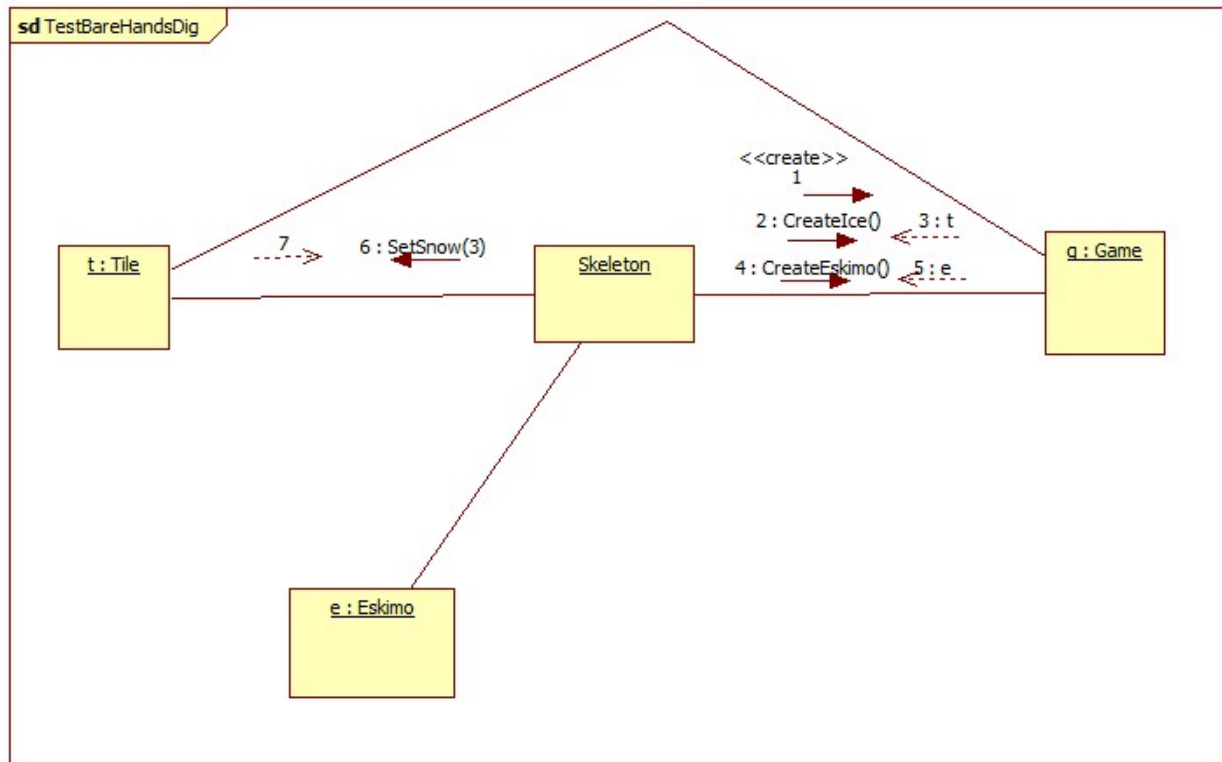 sd TestBareHandsDig
<<create>>
1
2 : CreateIce()
3 : t
7
6 : SetSnow(3)
t : Tile
Skeleton
4 : CreateEskimo()
5 : e
g : Game
e : Eskimo